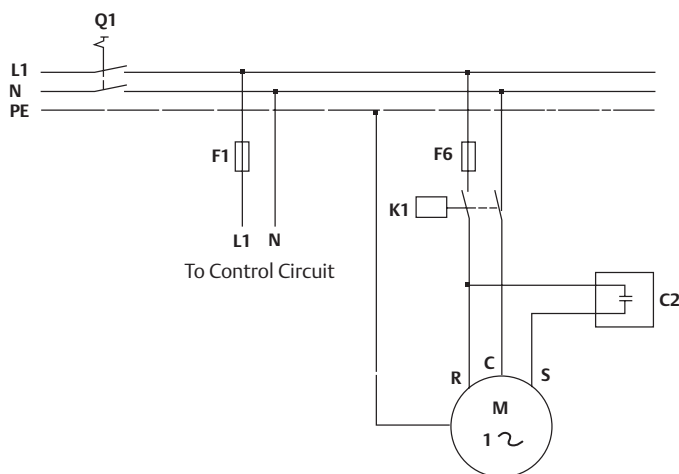 Q1
L1
N
PE
F1
F6
K1
L1 N
To Control Circuit
C2
R C S
M
1